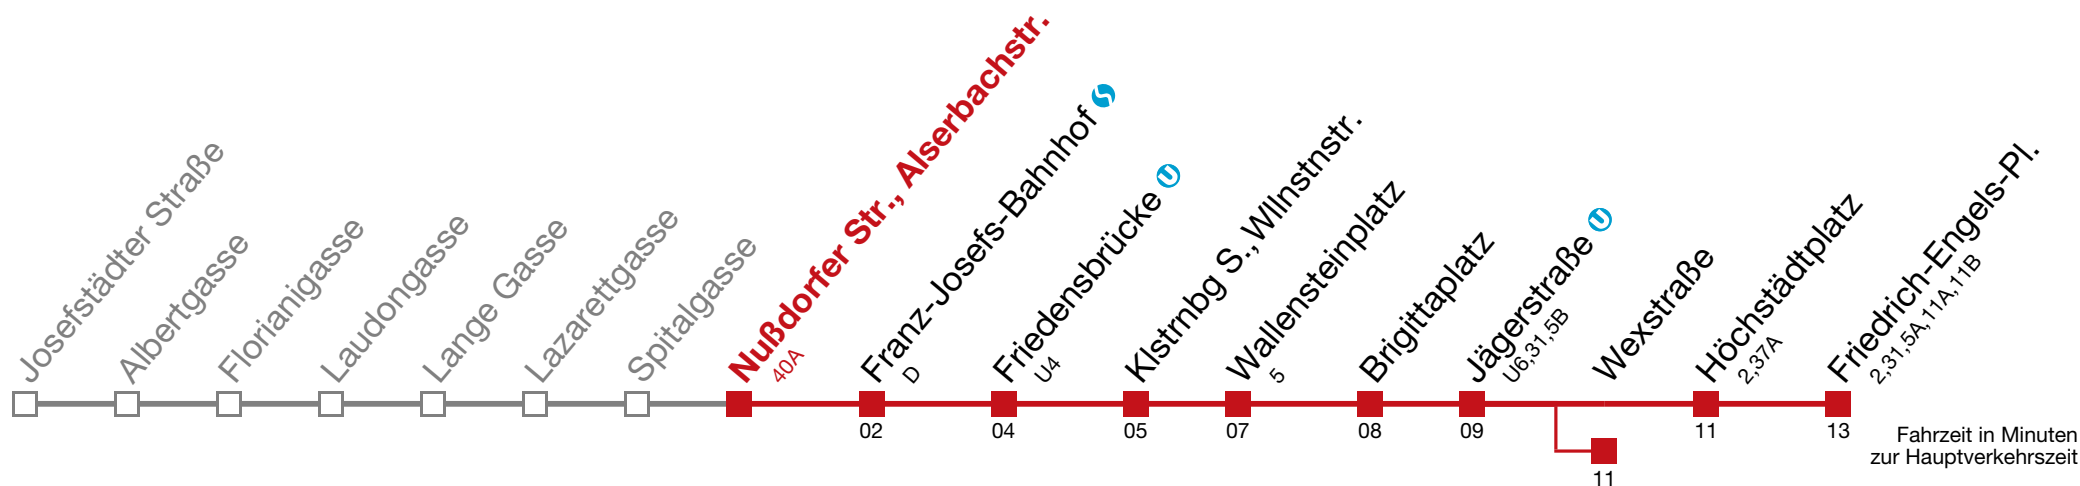 Josefstädter Straße
Albertgasse
Florianigasse
Laudongasse
Lange Gasse
Lazarettgasse
Spitalgasse
Nußdorfer Str., Alserbachstr.
40A
Franz-Josefs-Bahnhof S
D
Friedensbrücke U
U4
Klstrnbg S., Wllnstnstr.
Wallensteinplatz
5
Brigittaplatz
Jägerstraße U
U6,31,5B
Wexstraße
Höchstädtplatz
2,37A
Friedrich-Engels-Pl.
2,31,5A,11A,11B
02
04
05
07
08
09
11
13
11
Fahrzeit in Minuten
zur Hauptverkehrszeit